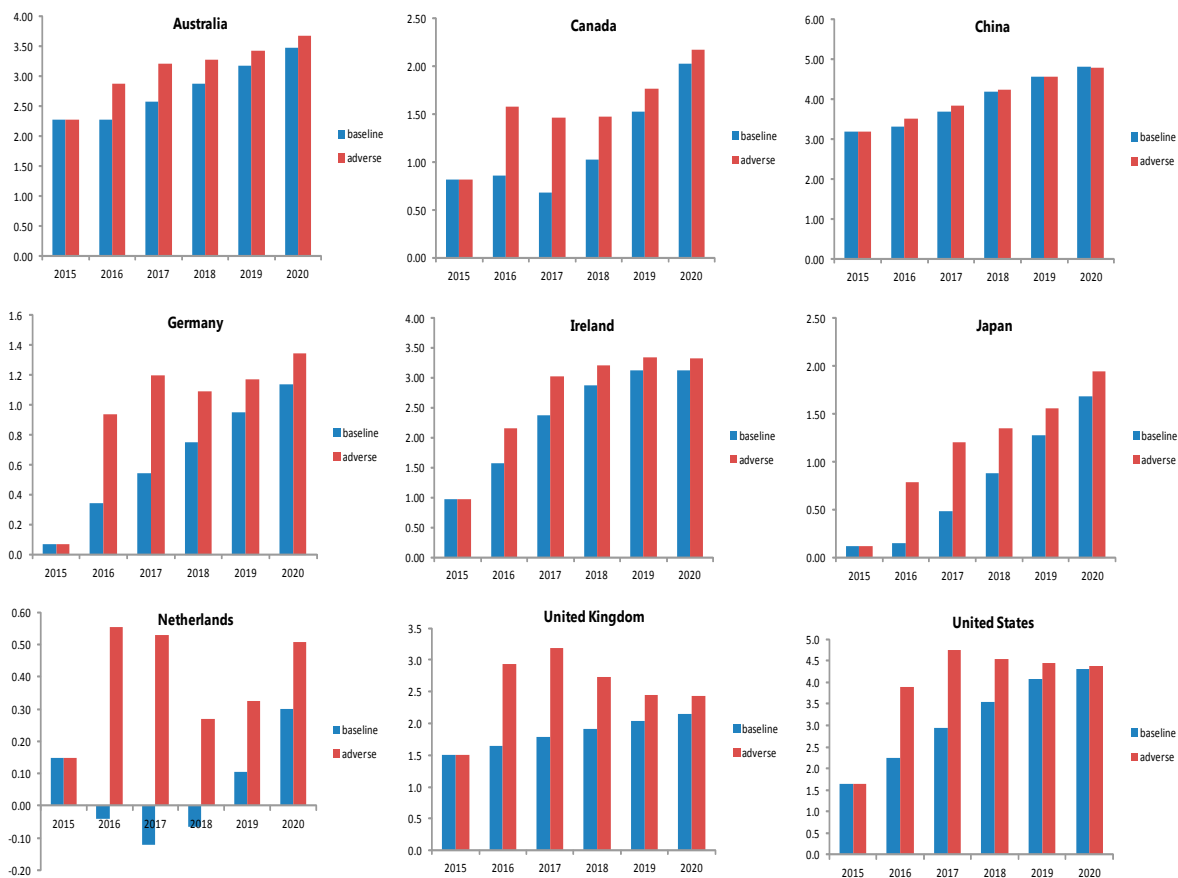 Australia
4.00
3.50
3.00
2.50
2.00
1.50
1.00
0.50
0.00
2015 2016 2017 2018 2019 2020
baseline
adverse
Canada
2.50
2.00
1.50
1.00
0.50
0.00
2015 2016 2017 2018 2019 2020
baseline
adverse
China
6.00
5.00
4.00
3.00
2.00
1.00
0.00
2015 2016 2017 2018 2019 2020
baseline
adverse
Germany
1.6
1.4
1.2
1.0
0.8
0.6
0.4
0.2
0.0
2015 2016 2017 2018 2019 2020
baseline
adverse
Ireland
4.00
3.50
3.00
2.50
2.00
1.50
1.00
0.50
0.00
2015 2016 2017 2018 2019 2020
baseline
adverse
Japan
2.50
2.00
1.50
1.00
0.50
0.00
2015 2016 2017 2018 2019 2020
baseline
adverse
Netherlands
0.60
0.50
0.40
0.30
0.20
0.10
0.00
-0.10
-0.20
2015 2016 2017 2018 2019 2020
baseline
adverse
United Kingdom
3.5
3.0
2.5
2.0
1.5
1.0
0.5
0.0
2015 2016 2017 2018 2019 2020
baseline
adverse
United States
5.0
4.5
4.0
3.5
3.0
2.5
2.0
1.5
1.0
0.5
0.0
2015 2016 2017 2018 2019 2020
baseline
adverse